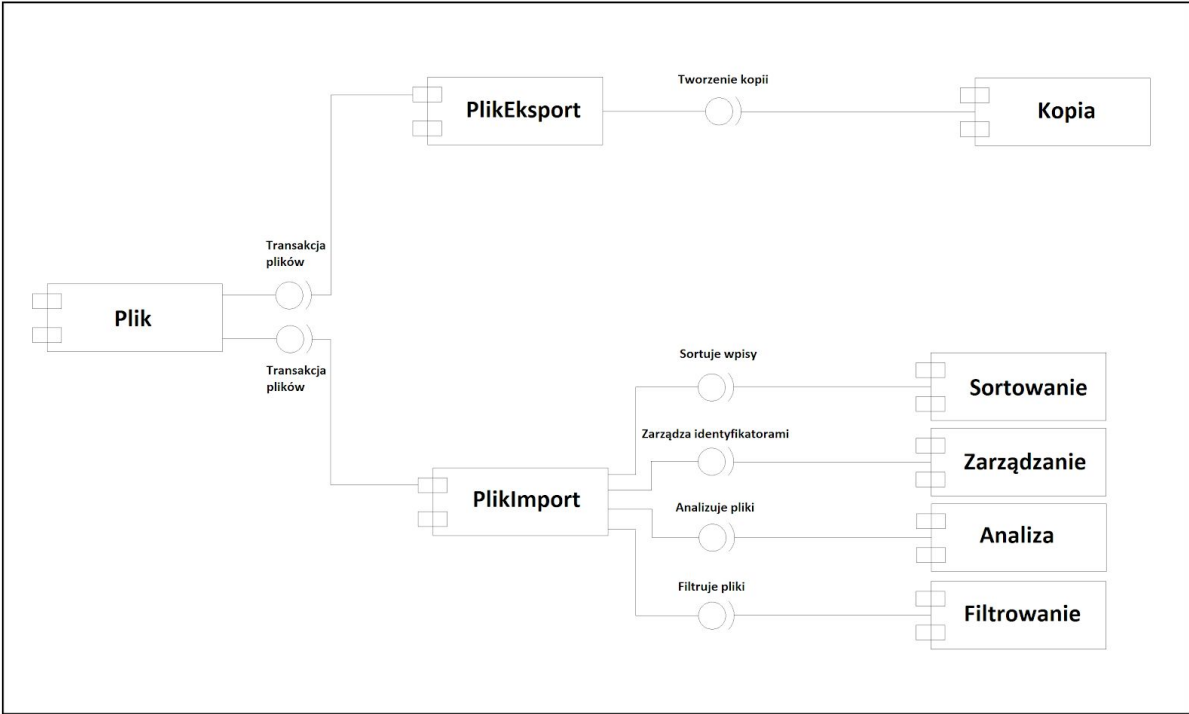 Tworzenie kopii
PlikEksport
Kopia
Transakcja
plików
Plik
Transakcja
plików
Sortuje wpisy
Sortowanie
Zarządza identyfikatorami
Zarządzanie
PlikImport
Analizuje pliki
Analiza
Filtruje pliki
Filtrowanie